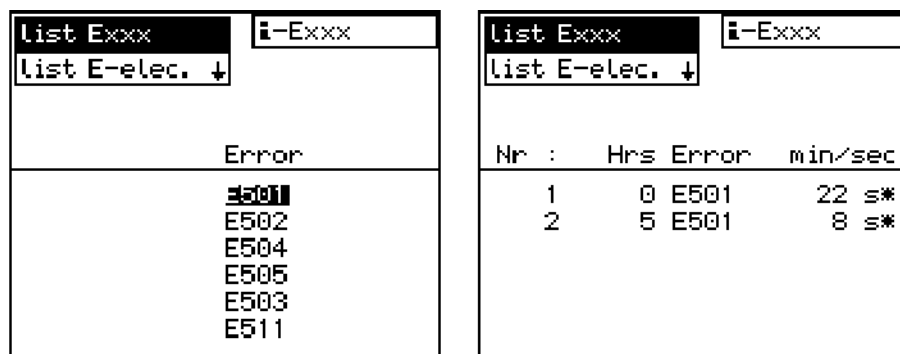 list Exxx
i-Exxx
list E-elec. ↓
Error
E501
E502
E504
E505
E503
E511
list Exxx
i-Exxx
list E-elec. ↓
Nr : Hrs Error min/sec
1 0 E501 22 s*
2 5 E501 8 s*